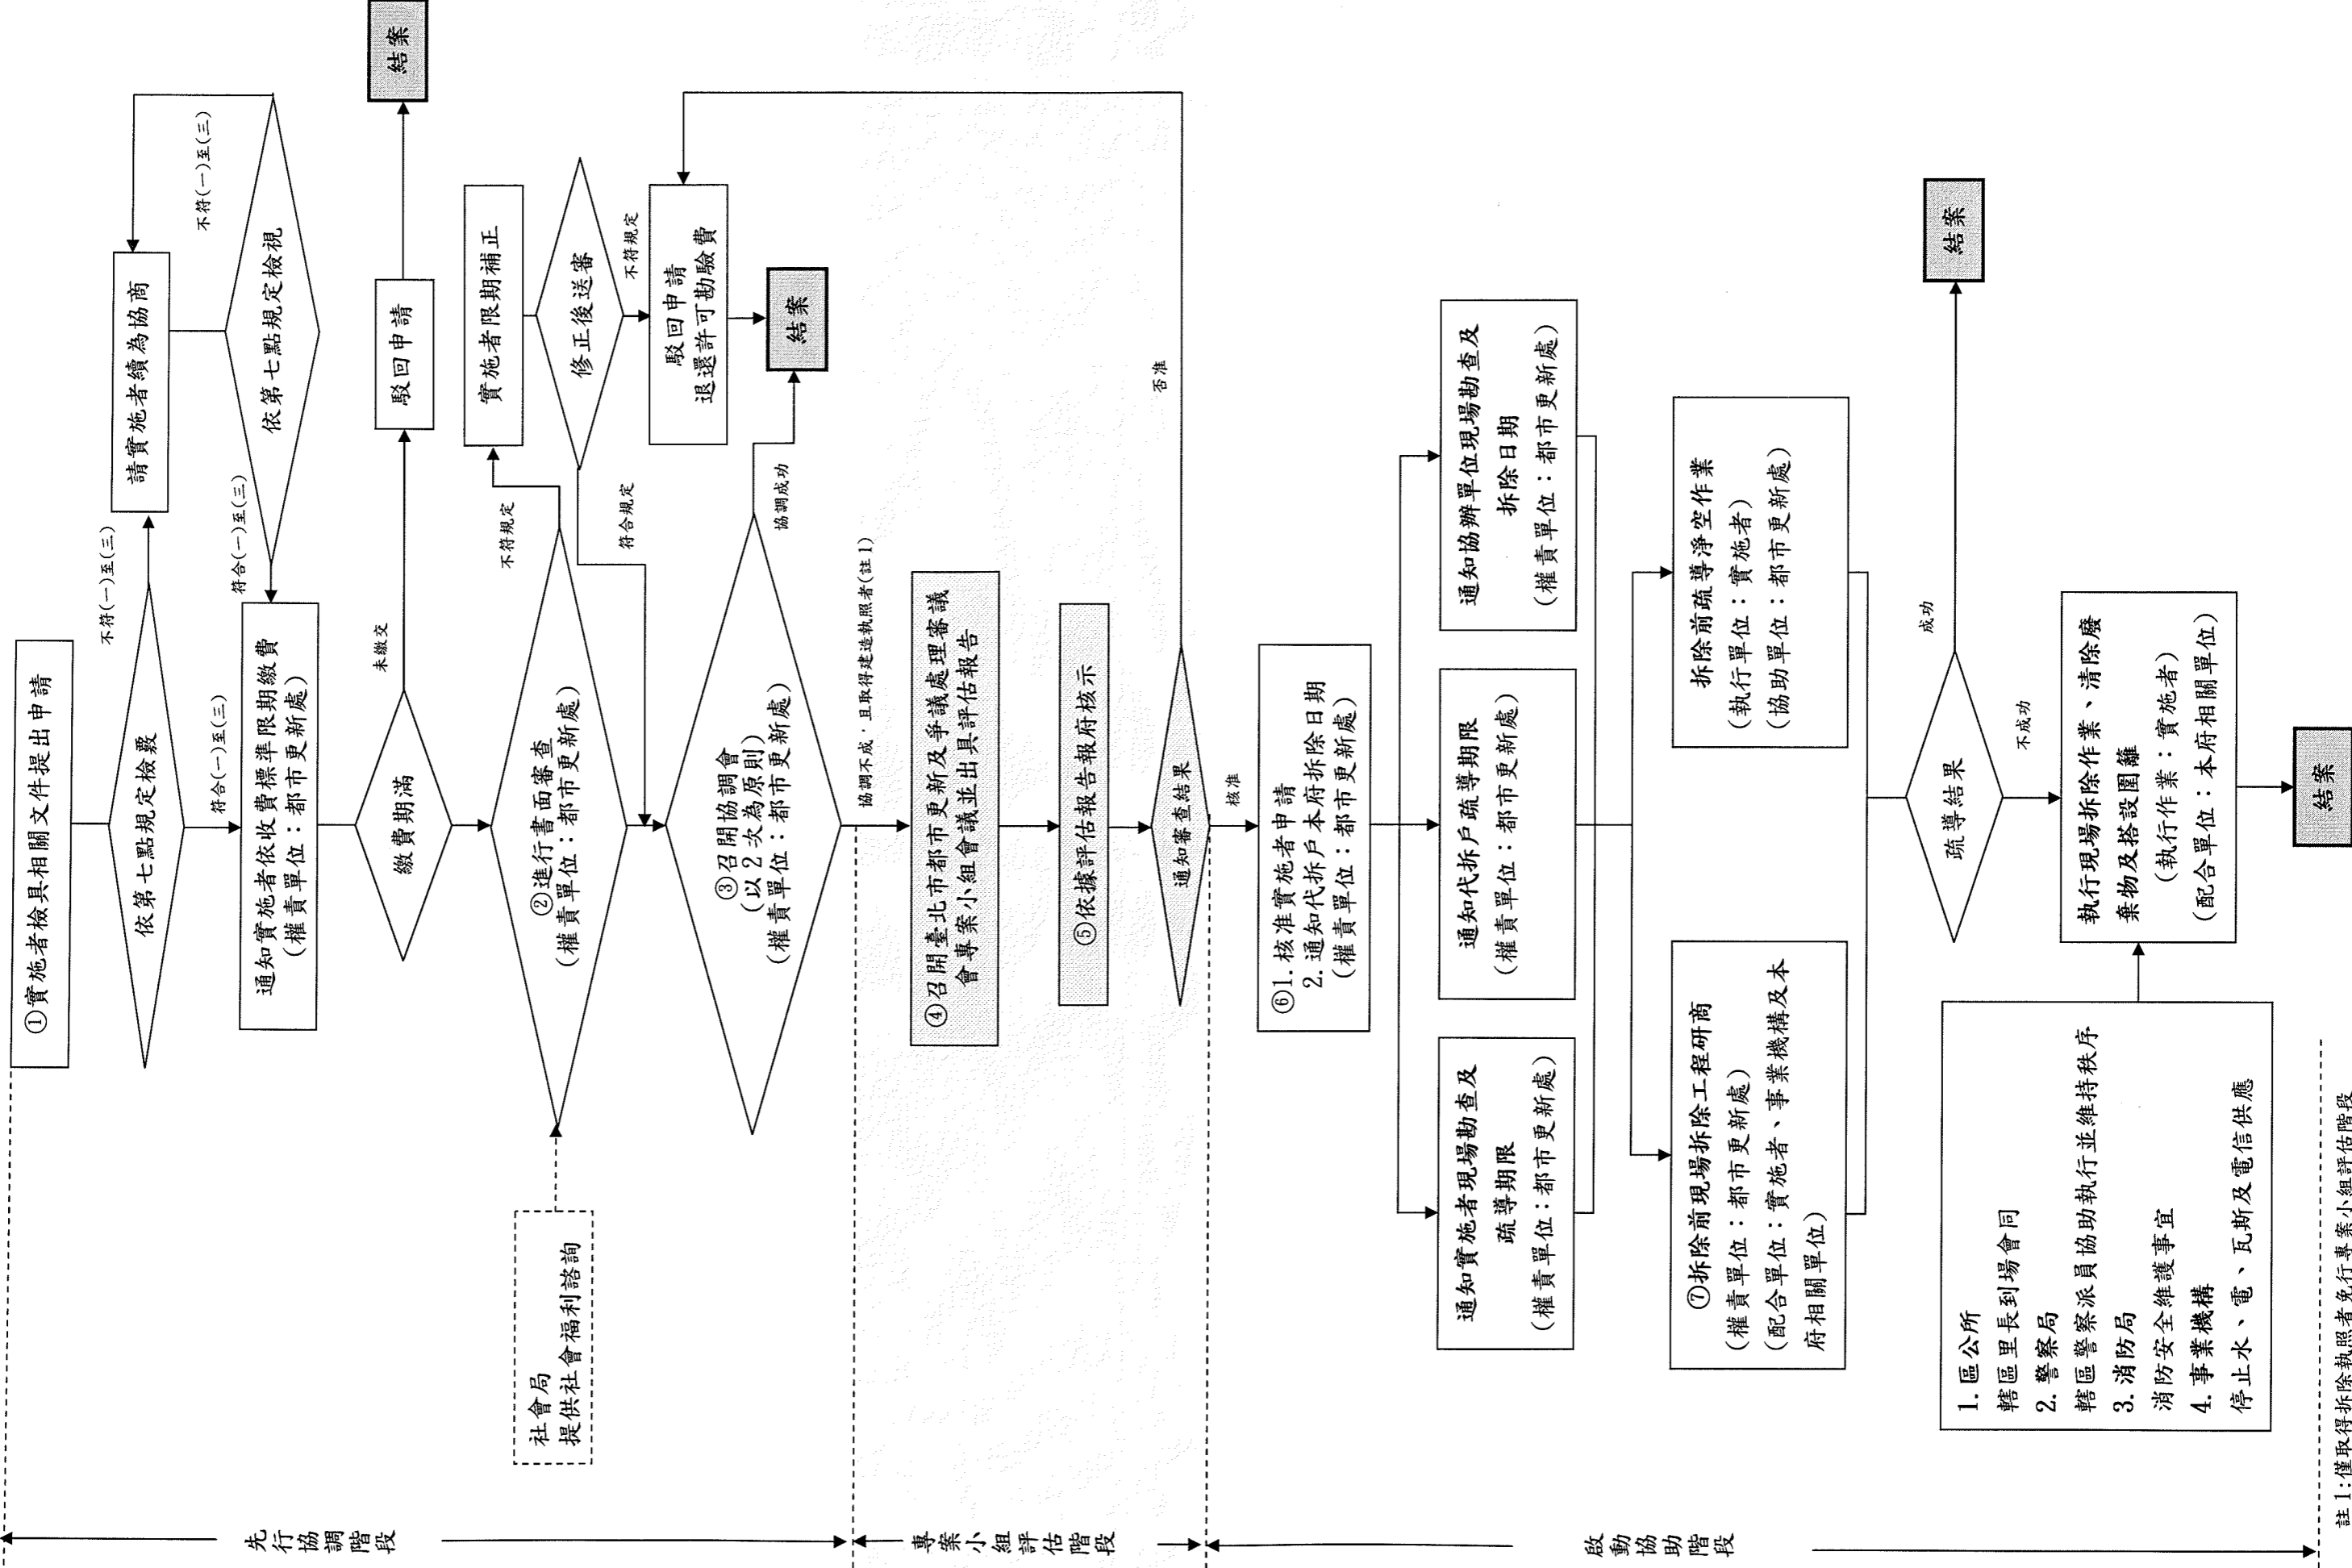 ①實施者檢具相關文件提出申請
依第七點規定檢覈
不符(一)至(三)
請實施者續為協商
不符(一)至(三)
依第七點規定檢視
符合(一)至(三)
符合(一)至(三)
通知實施者依收費標準限期繳費
(權責單位：都市更新處)
繳費期滿
未繳交
駁回申請
結案
社會局
提供社會福利諮詢
②進行書面審查
(權責單位：都市更新處)
不符規定
實施者限期補正
修正後送審
符合規定
不符規定
駁回申請
退還許可勘驗費
結案
③召開協調會
(以 2 次為原則)
(權責單位：都市更新處)
協調成功
協調不成，且取得建造執照者(註 1)
④召開臺北市都市更新及爭議處理審議
會專案小組會議並出具評估報告
⑤依據評估報告報府核示
通知審查結果
否准
核准
⑥1.核准實施者申請
2.通知代拆戶本府拆除日期
(權責單位：都市更新處)
通知實施者現場勘查及
疏導期限
(權責單位：都市更新處)
通知代拆戶疏導期限
(權責單位：都市更新處)
通知協辦單位現場勘查及
拆除日期
(權責單位：都市更新處)
⑦拆除前現場拆除工程研商
(權責單位：都市更新處)
(配合單位：實施者、事業機構及本
府相關單位)
拆除前疏導淨空作業
(執行單位：實施者)
(協助單位：都市更新處)
疏導結果
成功
結案
不成功
1.區公所
轄區里長到場會同
2.警察局
轄區警察派員協助執行並維持秩序
3.消防局
消防安全維護事宜
4.事業機構
停止水、電、瓦斯及電信供應
執行現場拆除作業、清除廢
棄物及搭設圍籬
(執行作業：實施者)
(配合單位：本府相關單位)
結案
先行協調階段
專案小組評估階段
啟動協助階段
註 1:僅取得拆除執照者免行專案小組評估階段